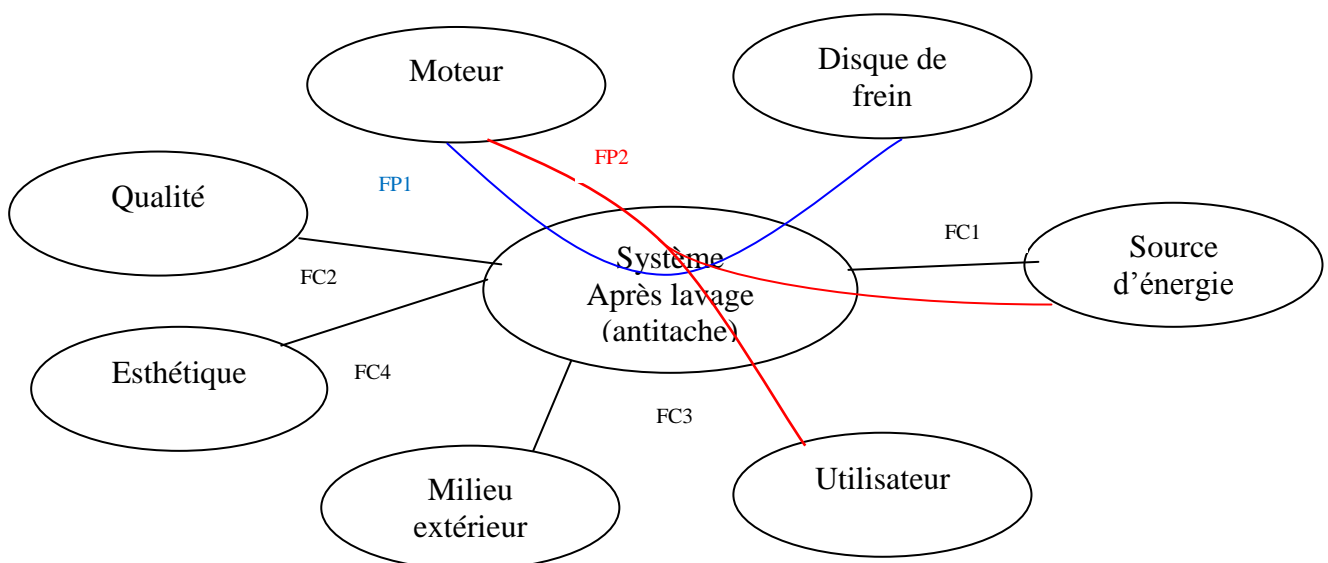 Moteur
Disque de
frein
FP2
FP1
Qualité
FC1
Source
d’énergie
Système
Après lavage
(antitache)
FC2
Esthétique
FC4
FC3
Utilisateur
Milieu
extérieur